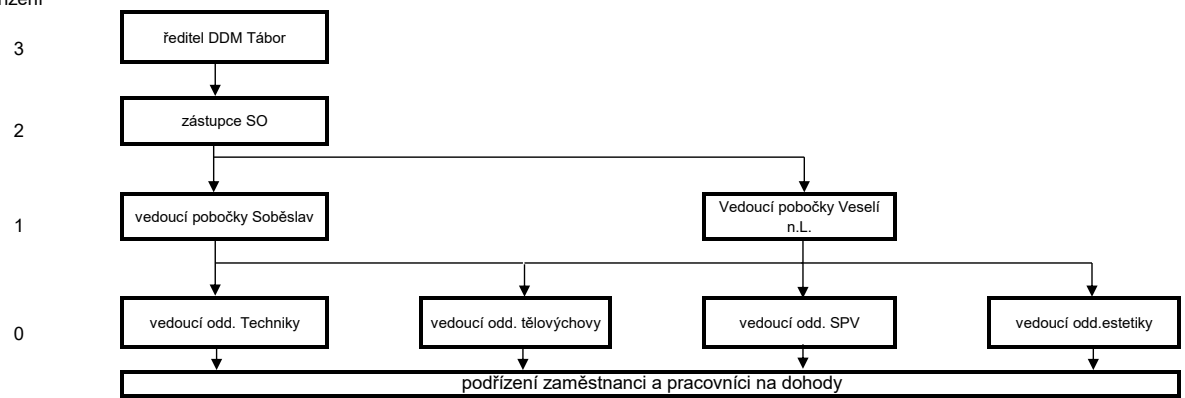 3
ředitel DDM Tábor
2
zástupce SO
1
vedoucí pobočky Soběslav
Vedoucí pobočky Veselí
n.L.
0
vedoucí odd. Techniky
vedoucí odd. tělovýchovy
vedoucí odd. SPV
vedoucí odd.estetiky
podřízení zaměstnanci a pracovníci na dohody